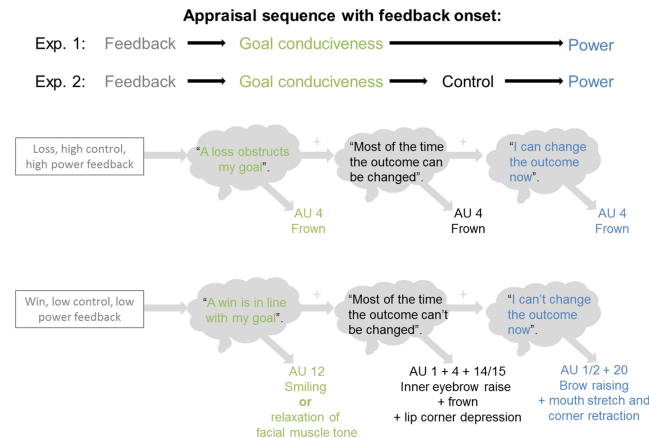 Appraisal sequence with feedback onset:
Exp. 1: Feedback Goal conduciveness Power
Exp. 2: Feedback Goal conduciveness Control Power
Loss, high control,
high power feedback
“A loss obstructs
my goal”.
+
“Most of the time
the outcome can
be changed”.
+
“I can change
the outcome
now”.
AU 4
Frown
AU 4
Frown
AU 4
Frown
Win, low control, low
power feedback
“A win is in line
with my goal”.
+
“Most of the time
the outcome can’t
be changed”.
+
“I can’t change
the outcome
now”.
AU 12
Smiling
or
relaxation of
facial muscle tone
AU 1 + 4 + 14/15
Inner eyebrow raise
+ frown
+ lip corner depression
AU 1/2 + 20
Brow raising
+ mouth stretch and
corner retraction